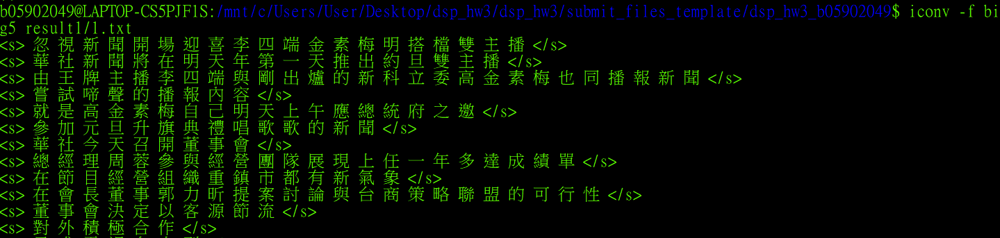 b05902049@LAPTOP-CS5PJF1S:/mnt/c/Users/User/Desktop/dsp_hw3/dsp_hw3/submit_files_template/dsp_hw3_b05902049$ iconv -f bi
g5 result1/1.txt
<s> 忽 視 新 聞 開 場 迎 喜 李 四 端 金 素 梅 明 搭 檔 雙 主 播 </s>
<s> 華 社 新 聞 將 在 明 天 年 第 一 天 推 出 約 旦 雙 主 播 </s>
<s> 由 王 牌 主 播 李 四 端 與 剛 出 爐 的 新 科 立 委 高 金 素 梅 也 同 播 報 新 聞 </s>
<s> 嘗 試 啼 聲 的 播 報 內 容 </s>
<s> 就 是 高 金 素 梅 自 己 明 天 上 午 應 總 統 府 之 邀 </s>
<s> 參 加 元 旦 升 旗 典 禮 唱 歌 歌 的 新 聞 </s>
<s> 華 社 今 天 召 開 董 事 會 </s>
<s> 總 經 理 周 蓉 參 與 經 營 團 隊 展 現 上 任 一 年 多 達 成 績 單 </s>
<s> 在 節 目 經 營 組 織 重 鎮 市 都 有 新 氣 象 </s>
<s> 在 會 長 董 事 郭 力 昕 提 案 討 論 與 台 商 策 略 聯 盟 的 可 行 性 </s>
<s> 董 事 會 決 定 以 客 源 節 流 </s>
<s> 對 外 積 極 合 作 </s>